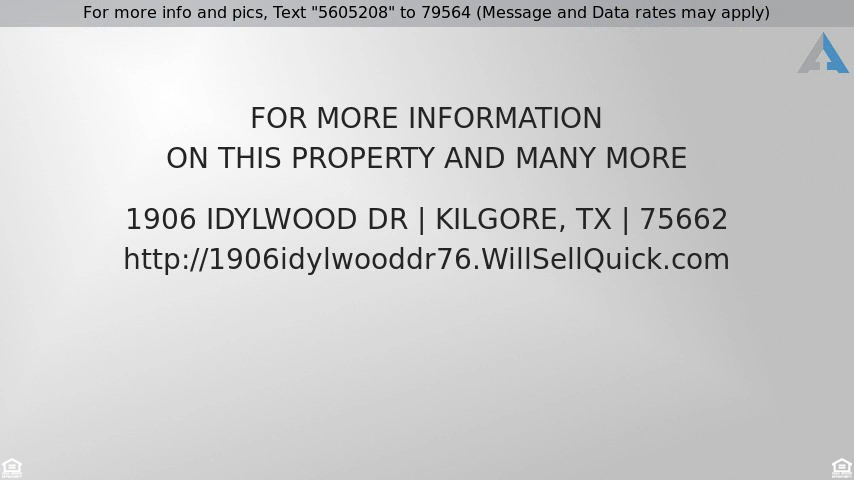 For more info and pics, Text "5605208" to 79564 (Message and Data rates may apply)
FOR MORE INFORMATION
ON THIS PROPERTY AND MANY MORE
1906 IDYLWOOD DR | KILGORE, TX | 75662
http://1906idylwooddr76.WillSellQuick.com